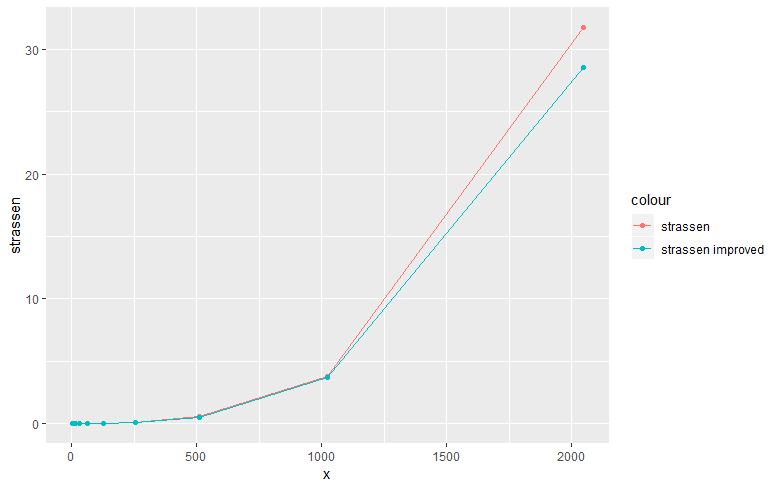 30
20
10
0
strassen
0 500 1000 1500 2000
x
colour
strassen
strassen improved